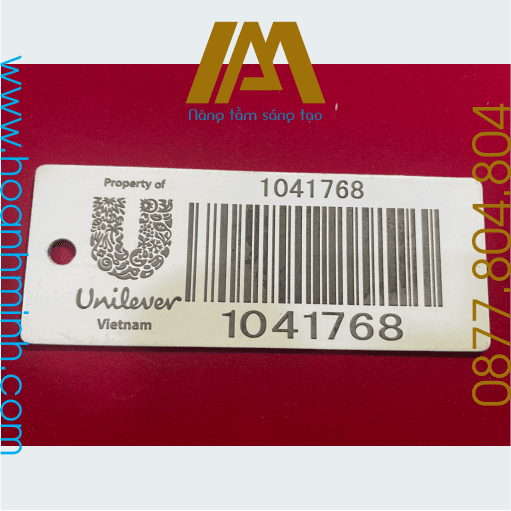 Nâng tầm sáng tạo
www.hoanhminh.com
0877.804.804
Property of
Unilever
Vietnam
1041768
1041768